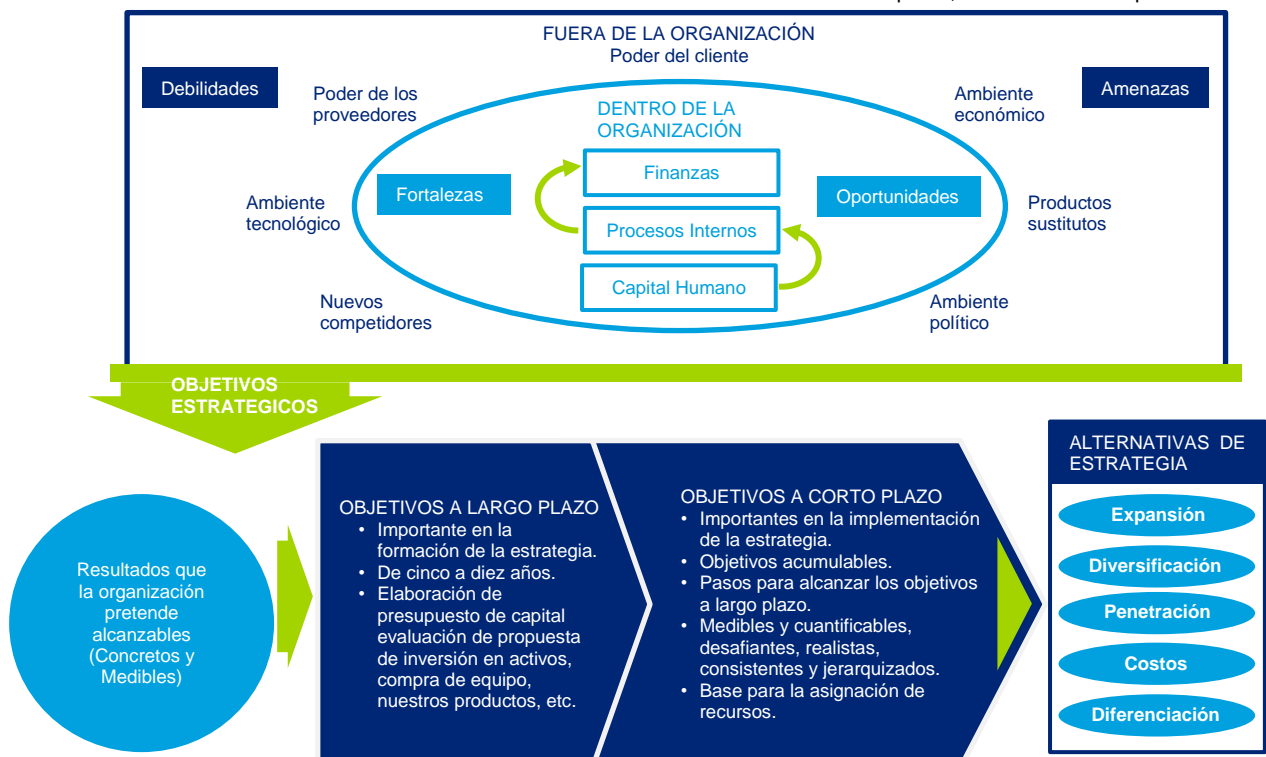 FUERA DE LA ORGANIZACIÓN
Poder del cliente
Debilidades
Amenazas
Poder de los
proveedores
Ambiente
económico
DENTRO DE LA
ORGANIZACIÓN
Finanzas
Fortalezas
Oportunidades
Ambiente
tecnológico
Productos
sustitutos
Procesos Internos
Capital Humano
Nuevos
competidores
Ambiente
político
OBJETIVOS
ESTRATEGICOS
Resultados que
la organización
pretende
alcanzables
(Concretos y
Medibles)
OBJETIVOS A LARGO PLAZO
• Importante en la
formación de la estrategia.
• De cinco a diez años.
• Elaboración de
presupuesto de capital
evaluación de propuesta
de inversión en activos,
compra de equipo,
nuestros productos, etc.
OBJETIVOS A CORTO PLAZO
• Importantes en la implementación
de la estrategia.
• Objetivos acumulables.
• Pasos para alcanzar los objetivos
a largo plazo.
• Medibles y cuantificables,
desafiantes, realistas,
consistentes y jerarquizados.
• Base para la asignación de
recursos.
ALTERNATIVAS DE
ESTRATEGIA
Expansión
Diversificación
Penetración
Costos
Diferenciación